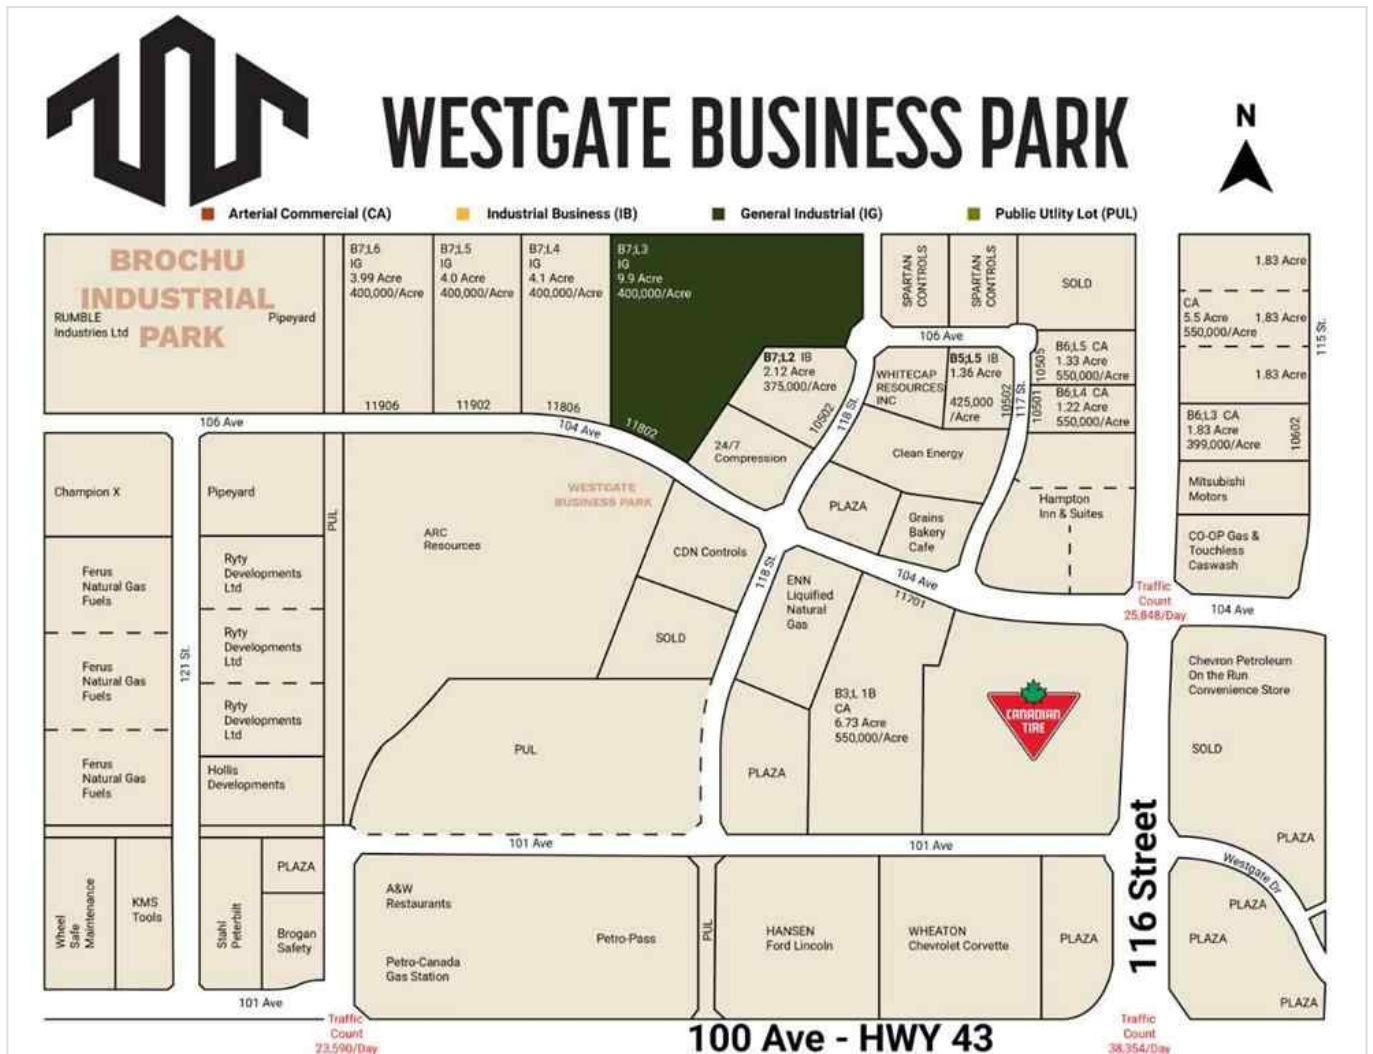 WESTGATE BUSINESS PARK
N
Arterial Commercial (CA)
Industrial Business (IB)
General Industrial (IG)
Public Utlity Lot (PUL)
BROCHU
INDUSTRIAL
PARK
RUMBLE
Industries Ltd
Pipeyard
B7;L6
IG
3.99 Acre
400,000/Acre
11906
B7;L5
IG
4.0 Acre
400,000/Acre
11902
B7;L4
IG
4.1 Acre
400,000/Acre
11806
B7;L3
IG
9.9 Acre
400,000/Acre
11802
SPARTAN
CONTROLS
SPARTAN
CONTROLS
SOLD
1.83 Acre
CA
5.5 Acre
550,000/Acre
1.83 Acre
1.83 Acre
115 St.
106 Ave
B7;L2 IB
2.12 Acre
375,000/Acre
10502
118 St.
WHITECAP
RESOURCES
INC
B5;L5 IB
1.36 Acre
425,000
/Acre
10502
117 St.
10505
B6;L5 CA
1.33 Acre
550,000/Acre
10501
B6;L4 CA
1.22 Acre
550,000/Acre
B6;L3 CA
1.83 Acre
399,000/Acre
10602
106 Ave
104 Ave
24/7
Compression
Clean Energy
Champion X
Pipeyard
PUL
WESTGATE
BUSINESS PARK
ARC
Resources
PLAZA
Grains
Bakery
Cafe
Hampton
Inn & Suites
Mitsubishi
Motors
CO-OP Gas &
Touchless
Caswash
Ferus
Natural Gas
Fuels
Ryty
Developments
Ltd
CDN Controls
118 St.
ENN
Liquified
Natural
Gas
104 Ave
11701
Traffic
Count
25,848/Day
104 Ave
Ferus
Natural Gas
Fuels
121 St.
Ryty
Developments
Ltd
SOLD
Chevron Petroleum
On the Run
Convenience Store
B3;L 1B
CA
6.73 Acre
550,000/Acre
CANADIAN
TIRE
Ryty
Developments
Ltd
PUL
SOLD
Ferus
Natural Gas
Fuels
Hollis
Developments
PLAZA
116 Street
PLAZA
101 Ave
101 Ave
Westgate Dr
Wheel
Safe
Maintenance
KMS
Tools
Stahl
Peterbilt
PLAZA
Brogan
Safety
A&W
Restaurants
Petro-Canada
Gas Station
Petro-Pass
PUL
HANSEN
Ford Lincoln
WHEATON
Chevrolet Corvette
PLAZA
PLAZA
PLAZA
PLAZA
101 Ave
Traffic
Count
23,590/Day
100 Ave - HWY 43
Traffic
Count
38,354/Day